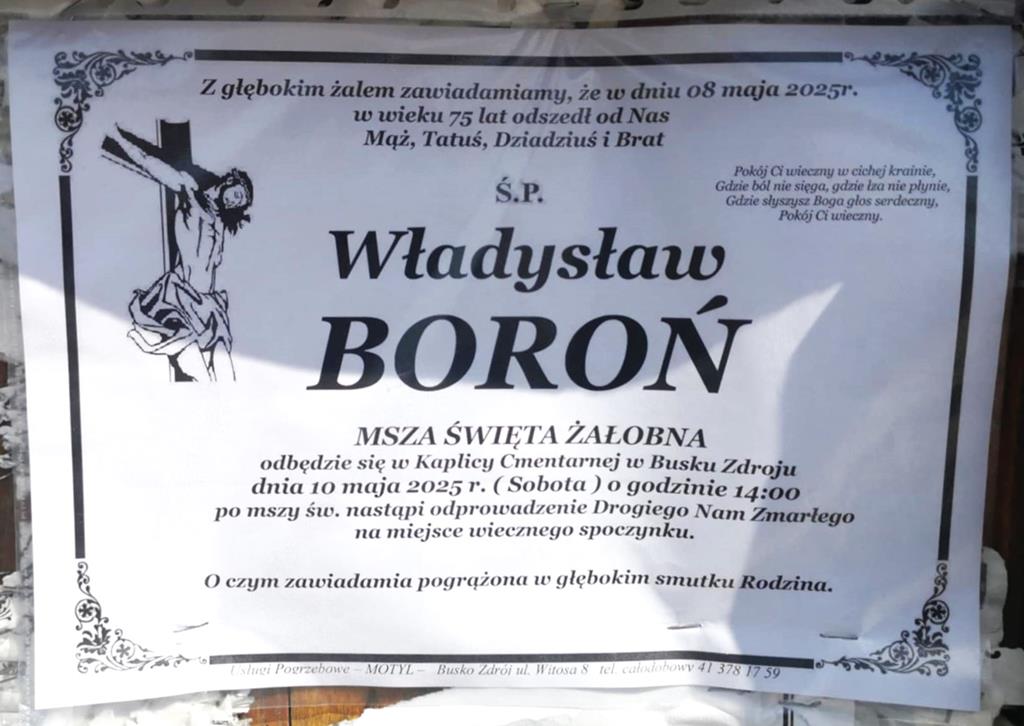 Z głębokim żalem zawiadamiamy, że w dniu 08 maja 2025r.
w wieku 75 lat odszedł od Nas
Mąż, Tatuś, Dziadziuś i Brat
Pokój Ci wieczny w cichej krainie,
Gdzie ból nie sięga, gdzie łza nie płynie,
Gdzie słyszysz Boga głos serdeczny,
Pokój Ci wieczny.
Ś.P.
Władysław
BOROŃ
MSZA ŚWIĘTA ŻAŁOBNA
odbędzie się w Kaplicy Cmentarnej w Busku Zdroju
dnia 10 maja 2025 r. ( Sobota ) o godzinie 14:00
po mszy św. nastąpi odprowadzenie Drogiego Nam Zmarłego
na miejsce wiecznego spoczynku.
O czym zawiadamia pogrążona w głębokim smutku Rodzina.
Usługi Pogrzebowe – MOTYL – Busko Zdrój ul. Witosa 8 tel. całodobowy 41 378 17 59